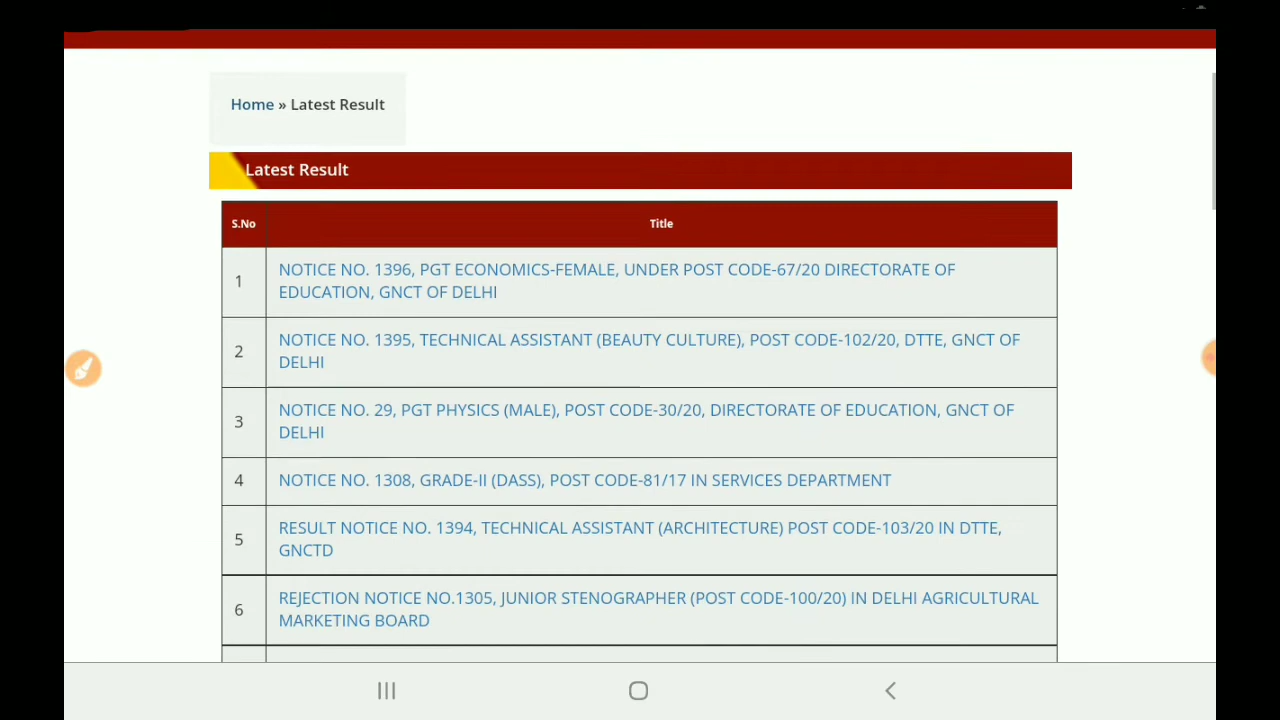 Home » Latest Result
Latest Result
S.No Title
1 NOTICE NO. 1396, PGT ECONOMICS-FEMALE, UNDER POST CODE-67/20 DIRECTORATE OF
EDUCATION, GNCT OF DELHI
2 NOTICE NO. 1395, TECHNICAL ASSISTANT (BEAUTY CULTURE), POST CODE-102/20, DTTE, GNCT OF
DELHI
3 NOTICE NO. 29, PGT PHYSICS (MALE), POST CODE-30/20, DIRECTORATE OF EDUCATION, GNCT OF
DELHI
4 NOTICE NO. 1308, GRADE-II (DASS), POST CODE-81/17 IN SERVICES DEPARTMENT
5 RESULT NOTICE NO. 1394, TECHNICAL ASSISTANT (ARCHITECTURE) POST CODE-103/20 IN DTTE,
GNCTD
6 REJECTION NOTICE NO.1305, JUNIOR STENOGRAPHER (POST CODE-100/20) IN DELHI AGRICULTURAL
MARKETING BOARD